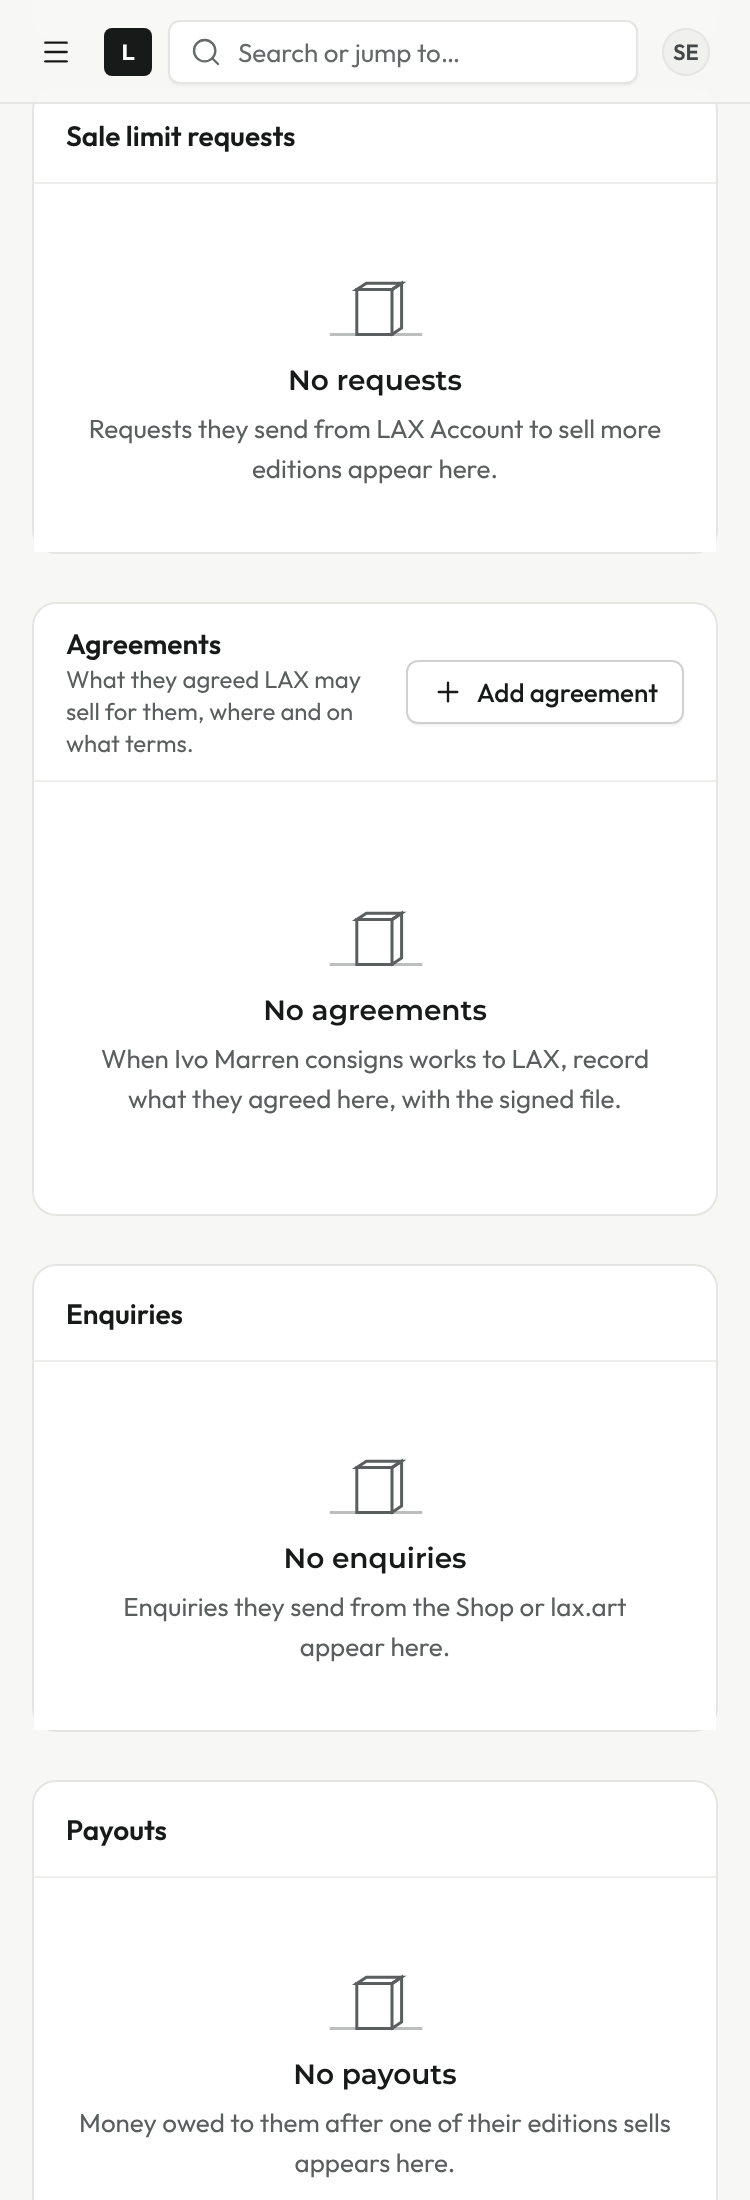 L
Search or jump to...
SE
Sale limit requests
No requests
Requests they send from LAX Account to sell more
editions appear here.
Agreements
What they agreed LAX may
sell for them, where and on
what terms.
Add agreement
No agreements
When Ivo Marren consigns works to LAX, record
what they agreed here, with the signed file.
Enquiries
No enquiries
Enquiries they send from the Shop or lax.art
appear here.
Payouts
No payouts
Money owed to them after one of their editions sells
appears here.